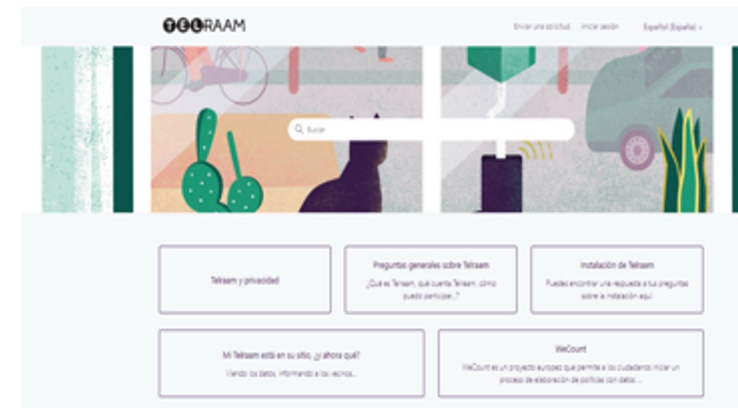 TELRAAM
Enviar una solicitud Iniciar sesión Español (España)
Buscar
Telraam y privacidad
Preguntas generales sobre Telraam
¿Qué es Telraam, qué cuenta Telraam, cómo
puedo participar...?
Instalación de Telraam
Puedes encontrar una respuesta a tus preguntas
sobre la instalación aquí.
Mi Telraam está en su sitio, ¿y ahora qué?
Viendo los datos, informando a los vecinos...
WeCount
WeCount es un proyecto europeo que permite a los ciudadanos iniciar un
proceso de elaboración de políticas con datos ...